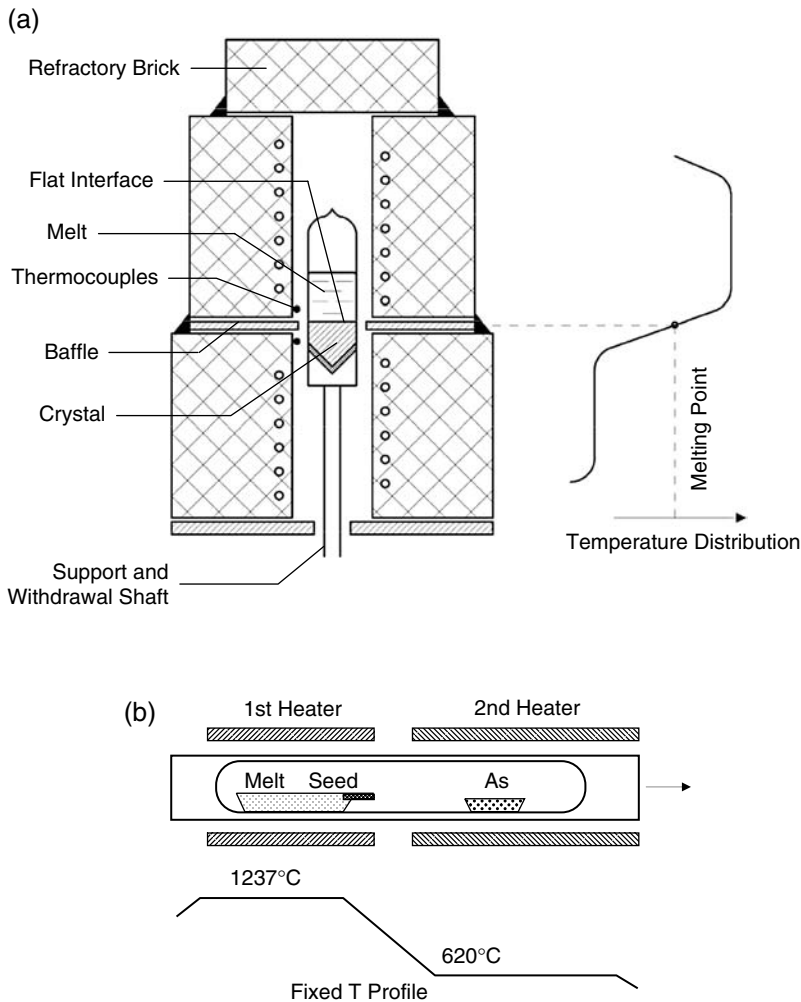 (a)
Refractory Brick
Flat Interface
Melt
Thermocouples
Baffle
Crystal
Support and
Withdrawal Shaft
Melting Point
Temperature Distribution
(b)
1st Heater
2nd Heater
Melt
Seed
As
1237°C
620°C
Fixed T Profile